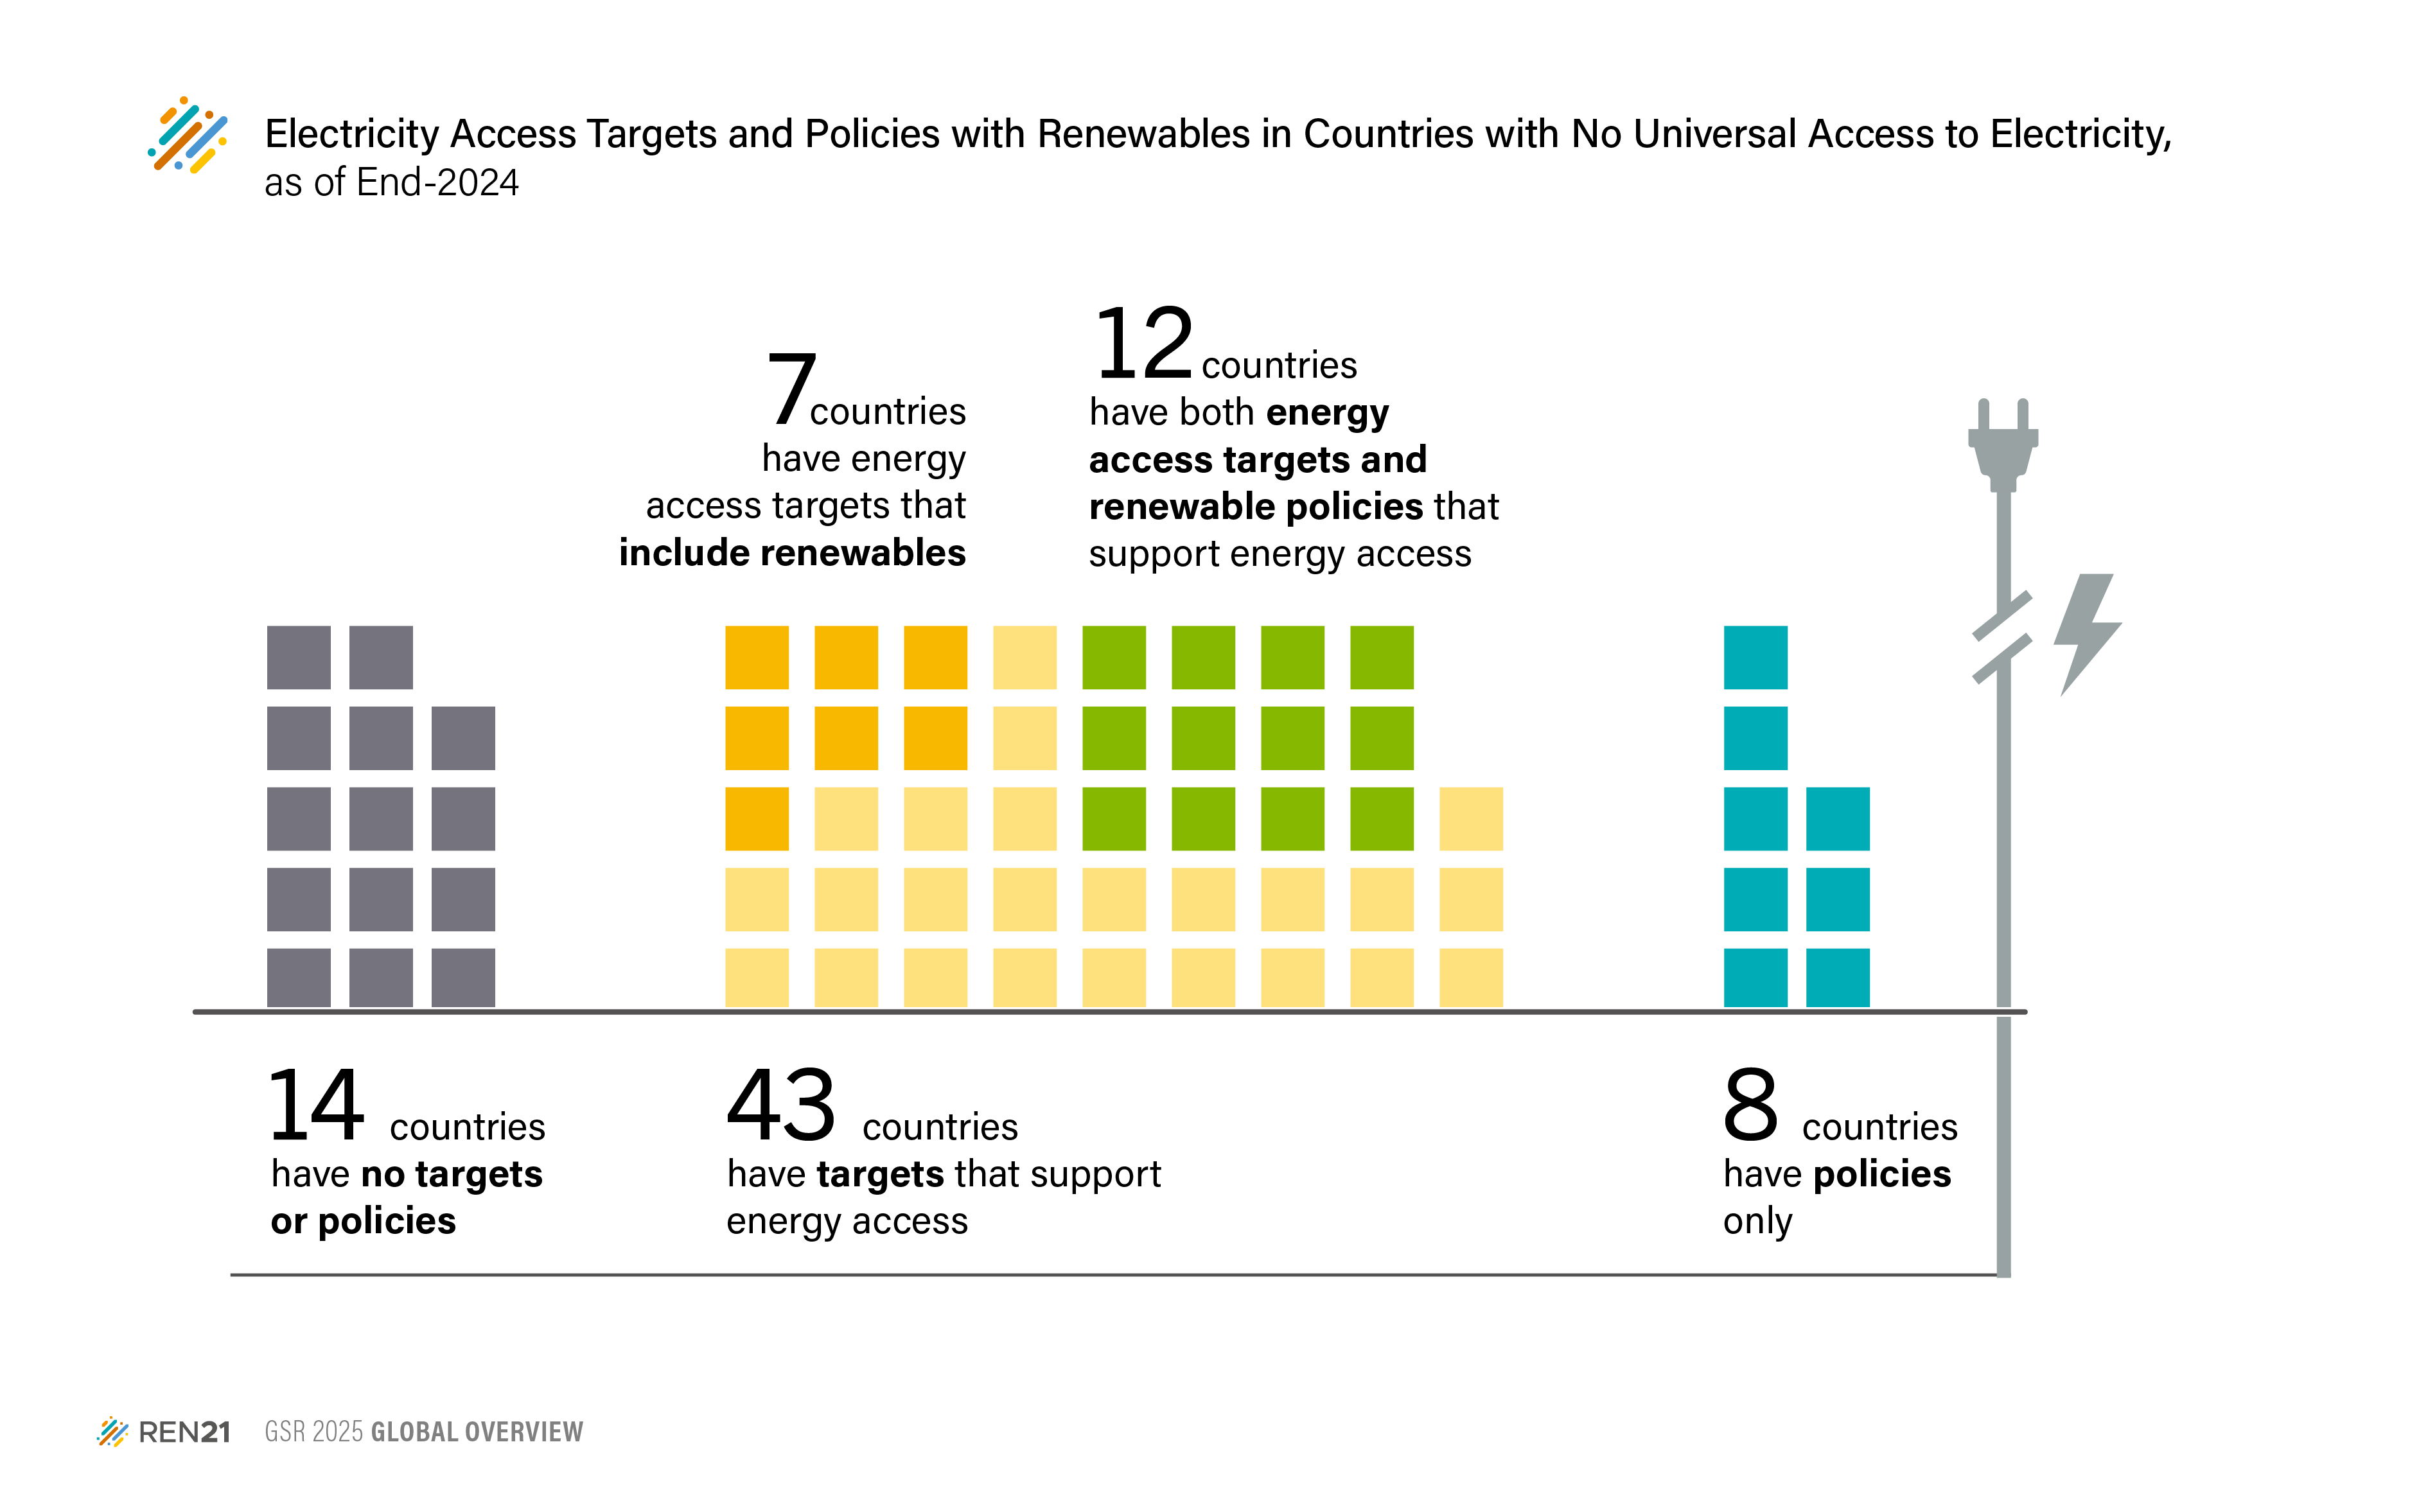 Electricity Access Targets and Policies with Renewables in Countries with No Universal Access to Electricity,
as of End-2024
7 countries
have energy
access targets that
include renewables
12 countries
have both energy
access targets and
renewable policies that
support energy access
14 countries
have no targets
or policies
43 countries
have targets that support
energy access
8 countries
have policies
only
REN21 GSR 2025 GLOBAL OVERVIEW